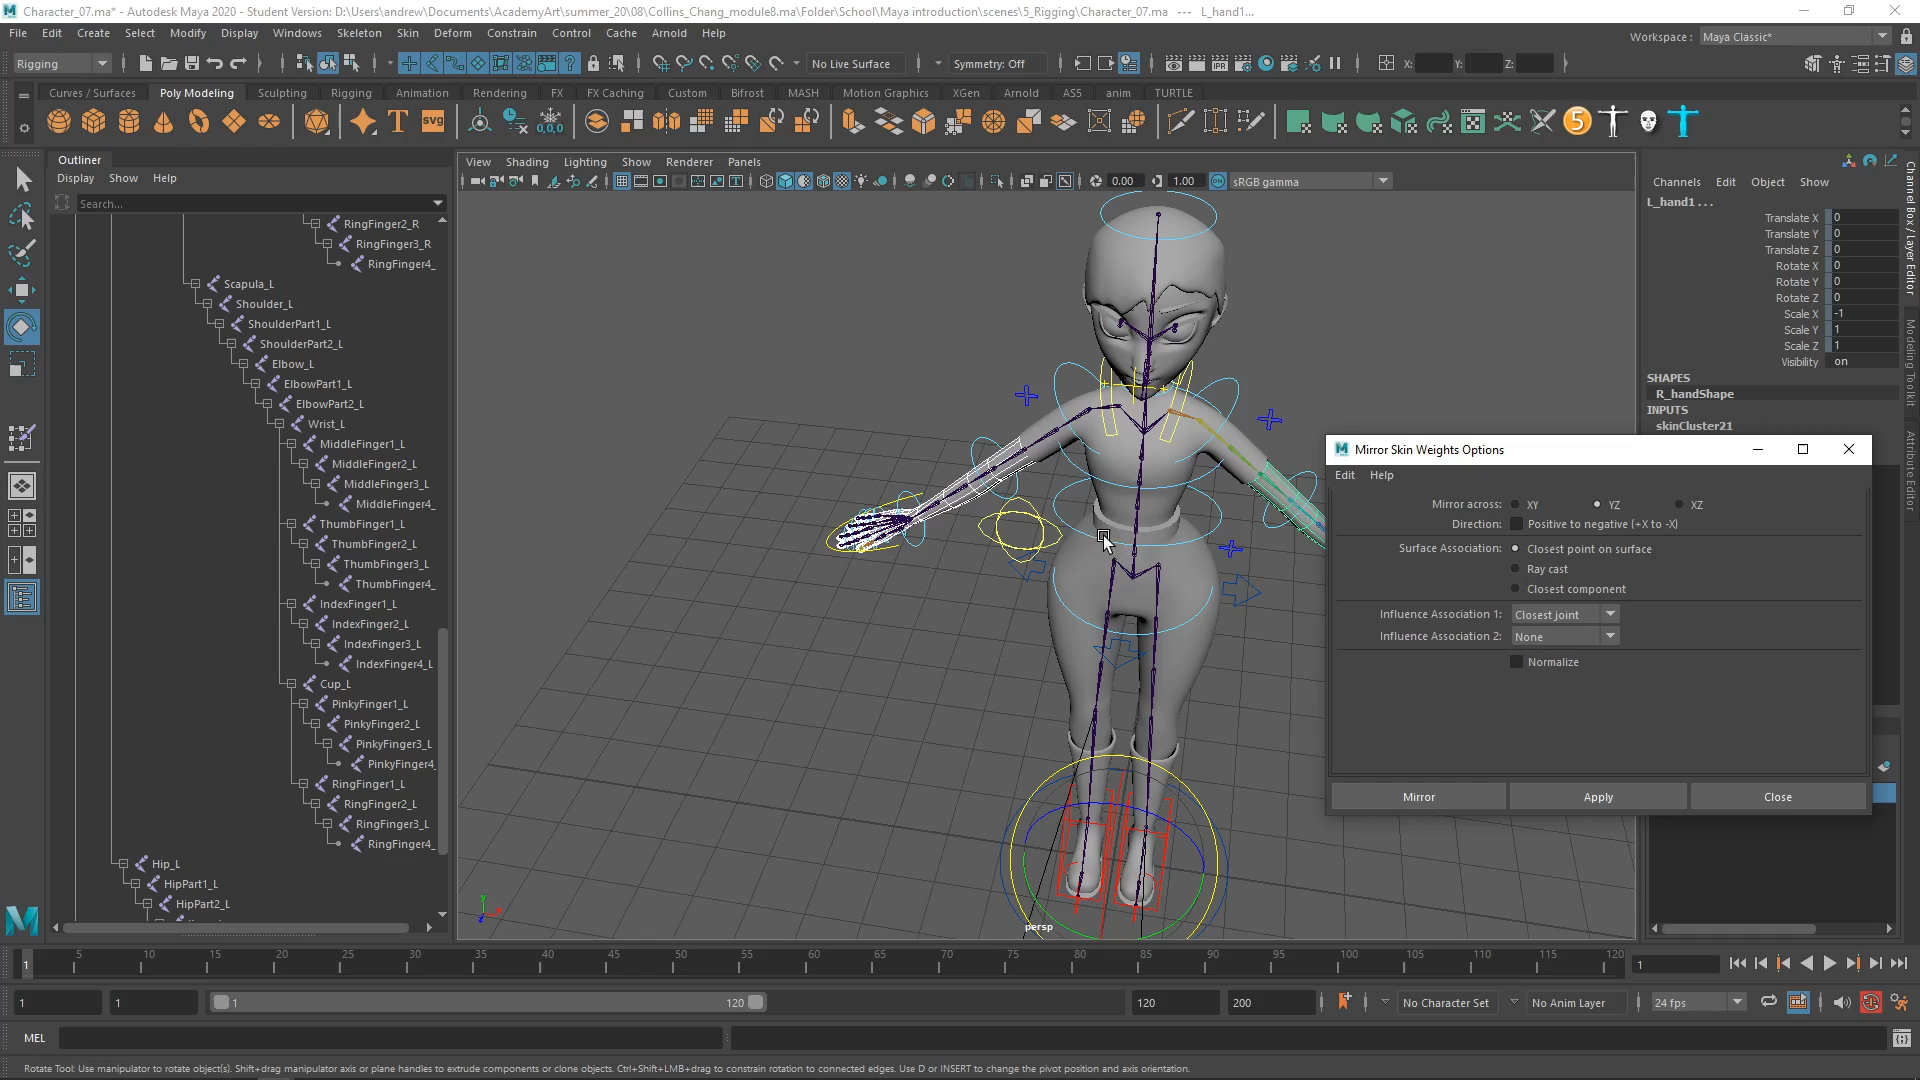 Character_07.ma* - Autodesk Maya 2020 - Student Version: D:\Users\andrew\Documents\AcademyArt\summer_20\08\Collins_Chang_module8.ma\Folder\School\Maya introduction\scenes\5_Rigging\Character_07.ma --- L_hand1...
File Edit Create Select Modify Display Windows Skeleton Skin Deform Constrain Control Cache Arnold Help
Workspace : Maya Classic*
Rigging No Live Surface Symmetry: Off X: Y: Z:
Curves / Surfaces Poly Modeling Sculpting Rigging Animation Rendering FX FX Caching Custom Bifrost MASH Motion Graphics XGen Arnold AS5 anim TURTLE
Outliner
Display Show Help
Search...
RingFinger2_R
RingFinger3_R
RingFinger4_
Scapula_L
Shoulder_L
ShoulderPart1_L
ShoulderPart2_L
Elbow_L
ElbowPart1_L
ElbowPart2_L
Wrist_L
MiddleFinger1_L
MiddleFinger2_L
MiddleFinger3_L
MiddleFinger4_
ThumbFinger1_L
ThumbFinger2_L
ThumbFinger3_L
ThumbFinger4_
IndexFinger1_L
IndexFinger2_L
IndexFinger3_L
IndexFinger4_L
Cup_L
PinkyFinger1_L
PinkyFinger2_L
PinkyFinger3_L
PinkyFinger4_
RingFinger1_L
RingFinger2_L
RingFinger3_L
RingFinger4_
Hip_L
HipPart1_L
HipPart2_L
View Shading Lighting Show Renderer Panels
0.00 1.00 sRGB gamma
persp
Channels Edit Object Show
L_hand1 . . .
Translate X 0
Translate Y 0
Translate Z 0
Rotate X 0
Rotate Y 0
Rotate Z 0
Scale X -1
Scale Y 1
Scale Z 1
Visibility on
SHAPES
R_handShape
INPUTS
skinCluster21
Channel Box / Layer Editor
Modeling Toolkit
Attribute Editor
Mirror Skin Weights Options
Edit Help
Mirror across: XY YZ XZ
Direction: Positive to negative (+X to -X)
Surface Association: Closest point on surface
Ray cast
Closest component
Influence Association 1: Closest joint
Influence Association 2: None
Normalize
Mirror Apply Close
1 5 10 15 20 25 30 35 40 45 50 55 60 65 70 75 80 85 90 95 100 105 110 115 120 1
1 1 1 120 120 200 No Character Set No Anim Layer 24 fps
MEL
Rotate Tool: Use manipulator to rotate object(s). Shift+drag manipulator axis or plane handles to extrude components or clone objects. Ctrl+Shift+LMB+drag to constrain rotation to connected edges. Use D or INSERT to change the pivot position and axis orientation.